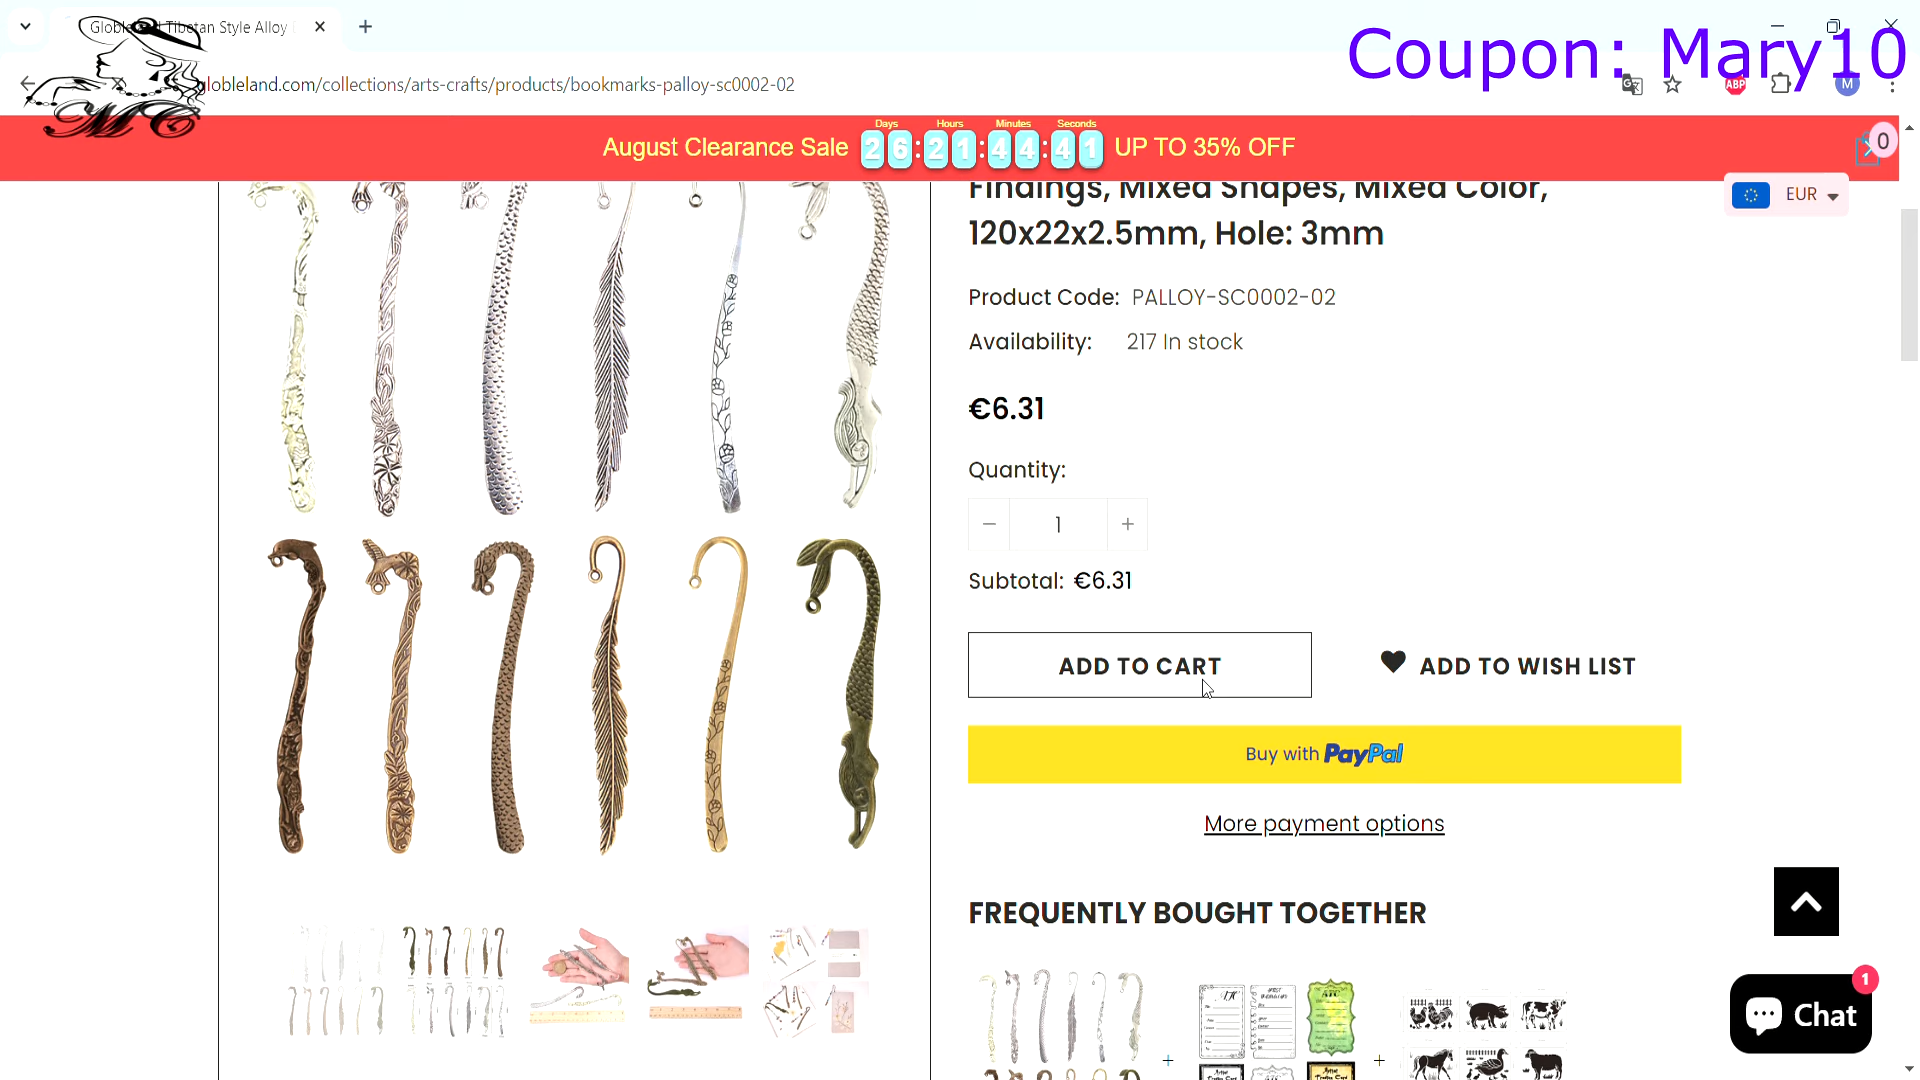 Tibetan Style Alloy
Coupon: Mary10
globleland.com/collections/arts-crafts/products/bookmarks-palloy-sc0002-02
ABP
M
MC
August Clearance Sale
Days Hours Minutes Seconds
26:21:44:41
UP TO 35% OFF
0
EUR
Findings, Mixed Shapes, Mixed Color,
120x22x2.5mm, Hole: 3mm
Product Code: PALLOY-SC0002-02
Availability: 217 In stock
€6.31
Quantity:
− 1 +
Subtotal: €6.31
ADD TO CART
ADD TO WISH LIST
Buy with PayPal
More payment options
FREQUENTLY BOUGHT TOGETHER
+ +
1
Chat